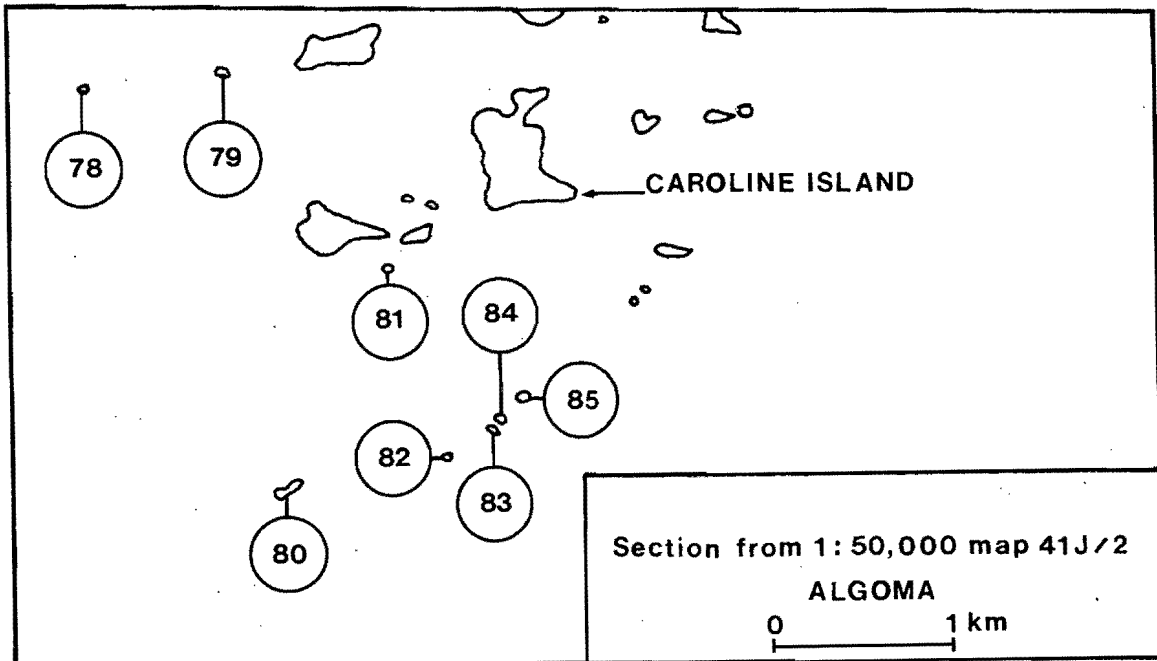 78
79
CAROLINE ISLAND
81
84
85
82
83
80
Section from 1:50,000 map 41J/2
ALGOMA
0 1 km